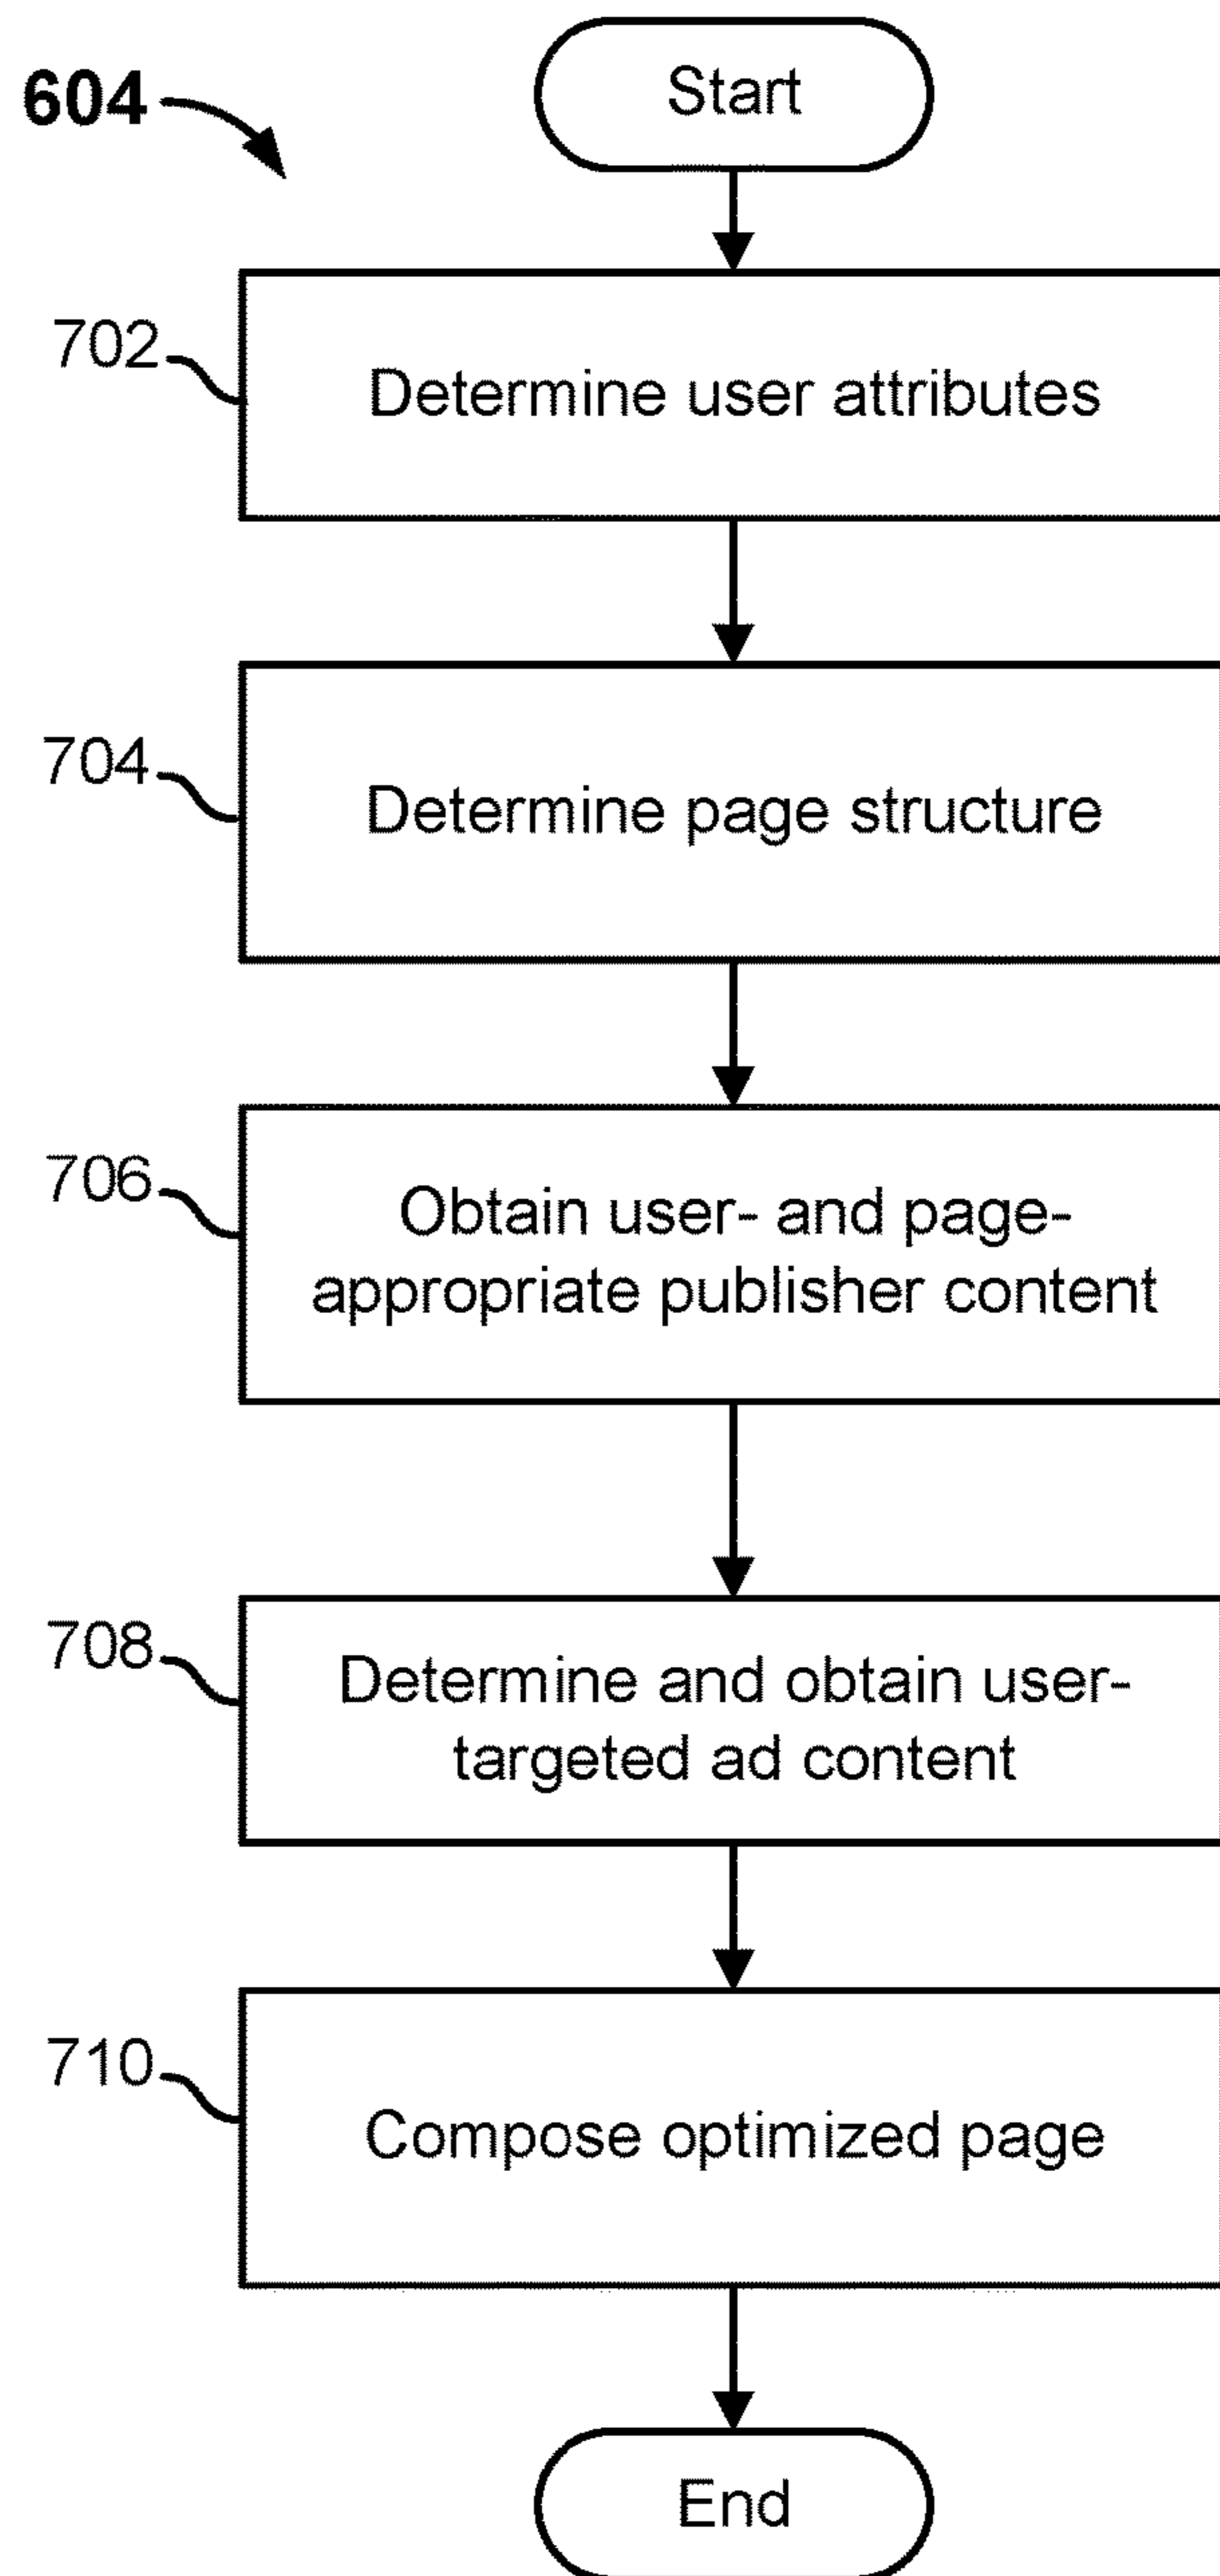 Start
604
702
Determine user attributes
704
Determine page structure
706
Obtain user- and page-
appropriate publisher content
708
Determine and obtain user-
targeted ad content
710
Compose optimized page
End